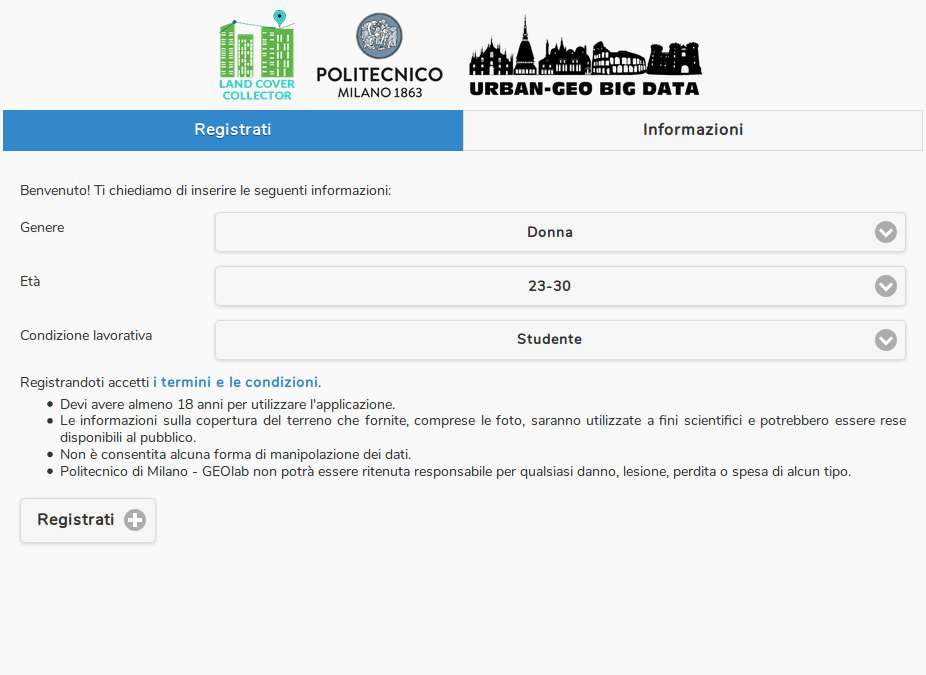 LAND COVER
COLLECTOR
POLITECNICO
MILANO 1863
URBAN-GEO BIG DATA
Registrati
Informazioni
Benvenuto! Ti chiediamo di inserire le seguenti informazioni:
Genere
Donna
Età
23-30
Condizione lavorativa
Studente
Registrandoti accetti i termini e le condizioni.
Devi avere almeno 18 anni per utilizzare l'applicazione.
Le informazioni sulla copertura del terreno che fornite, comprese le foto, saranno utilizzate a fini scientifici e potrebbero essere rese
disponibili al pubblico.
Non è consentita alcuna forma di manipolazione dei dati.
Politecnico di Milano - GEOlab non potrà essere ritenuta responsabile per qualsiasi danno, lesione, perdita o spesa di alcun tipo.
Registrati